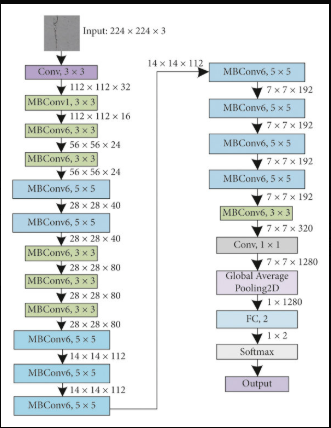 Input: 224 × 224 × 3
Conv, 3 × 3
112 × 112 × 32
MBConv1, 3 × 3
112 × 112 × 16
MBConv6, 3 × 3
56 × 56 × 24
MBConv6, 3 × 3
56 × 56 × 24
MBConv6, 5 × 5
28 × 28 × 40
MBConv6, 5 × 5
28 × 28 × 40
MBConv6, 3 × 3
28 × 28 × 80
MBConv6, 3 × 3
28 × 28 × 80
MBConv6, 3 × 3
28 × 28 × 80
MBConv6, 5 × 5
14 × 14 × 112
MBConv6, 5 × 5
14 × 14 × 112
MBConv6, 5 × 5
14 × 14 × 112
MBConv6, 5 × 5
7 × 7 × 192
MBConv6, 5 × 5
7 × 7 × 192
MBConv6, 5 × 5
7 × 7 × 192
MBConv6, 5 × 5
7 × 7 × 192
MBConv6, 3 × 3
7 × 7 × 320
Conv, 1 × 1
7 × 7 × 1280
Global Average
Pooling2D
1 × 1280
FC, 2
1 × 2
Softmax
Output